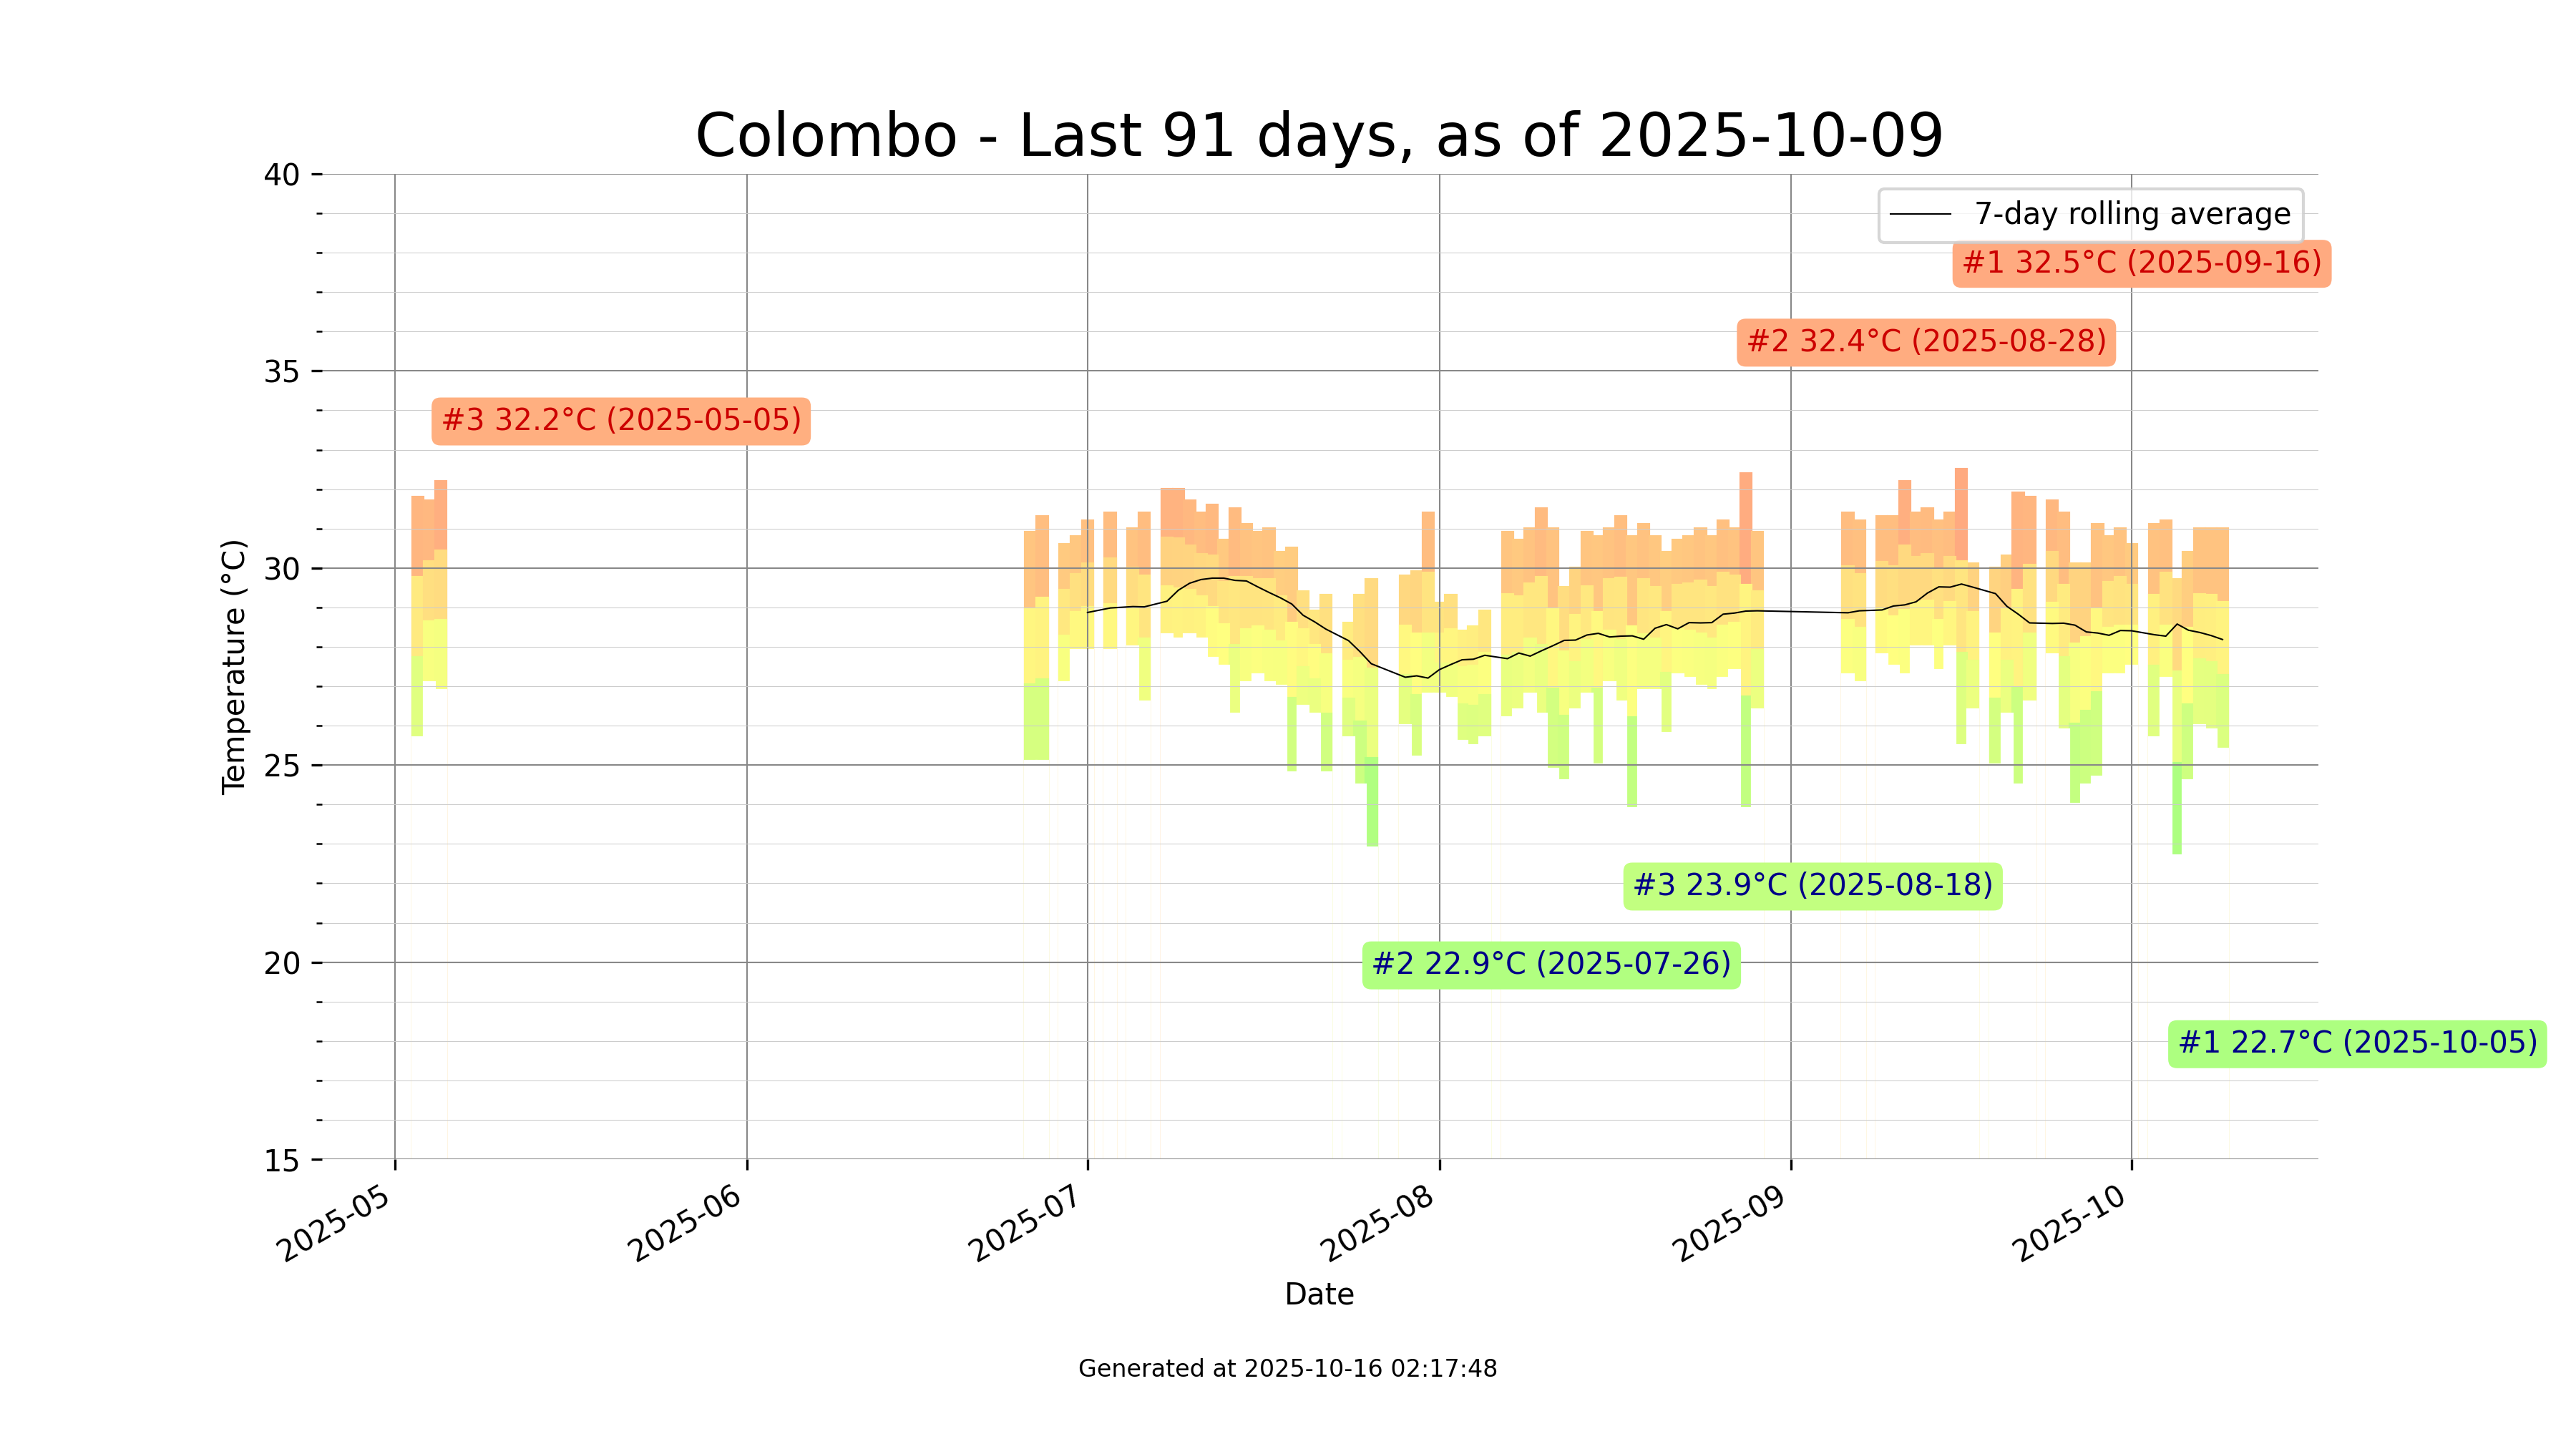 Colombo - Last 91 days, as of 2025-10-09
40
7-day rolling average
#1 32.5°C (2025-09-16)
#2 32.4°C (2025-08-28)
35
#3 32.2°C (2025-05-05)
30
Temperature (°C)
25
#3 23.9°C (2025-08-18)
20
#2 22.9°C (2025-07-26)
#1 22.7°C (2025-10-05)
15
2025-05
2025-06
2025-07
2025-08
2025-09
2025-10
Date
Generated at 2025-10-16 02:17:48